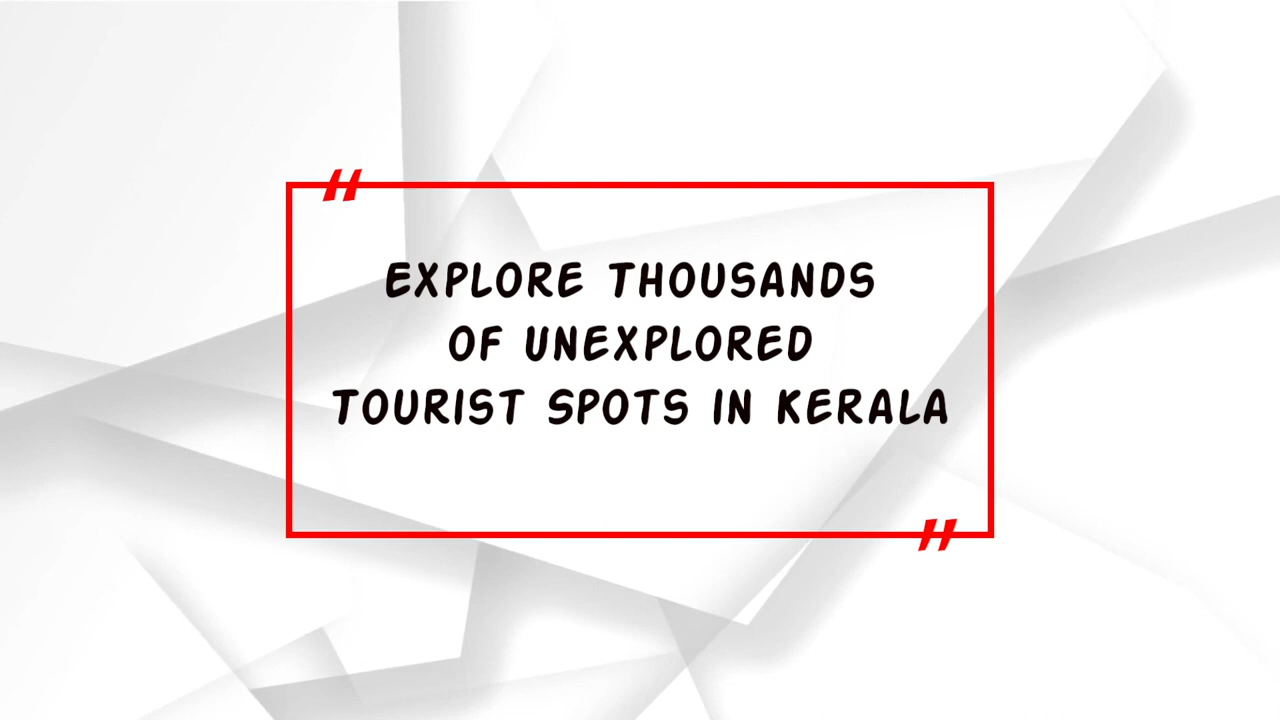 "
EXPLORE THOUSANDS
OF UNEXPLORED
TOURIST SPOTS IN KERALA
"